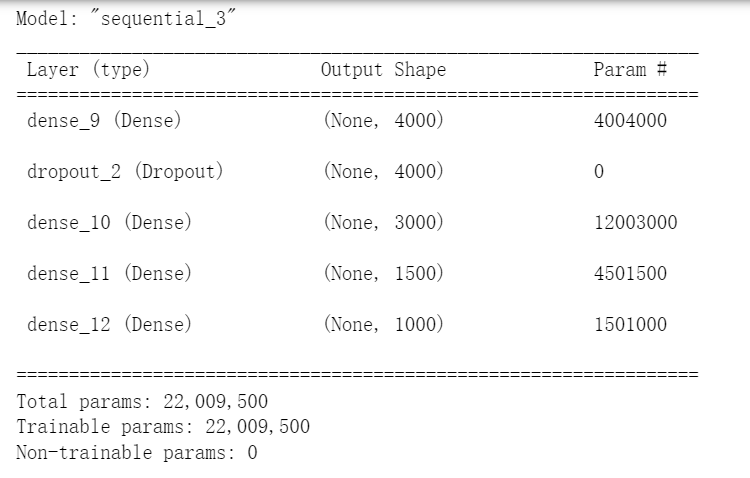 Model: "sequential_3"
_________________________________________________________________
Layer (type) Output Shape Param #
=================================================================
dense_9 (Dense) (None, 4000) 4004000
dropout_2 (Dropout) (None, 4000) 0
dense_10 (Dense) (None, 3000) 12003000
dense_11 (Dense) (None, 1500) 4501500
dense_12 (Dense) (None, 1000) 1501000
=================================================================
Total params: 22,009,500
Trainable params: 22,009,500
Non-trainable params: 0